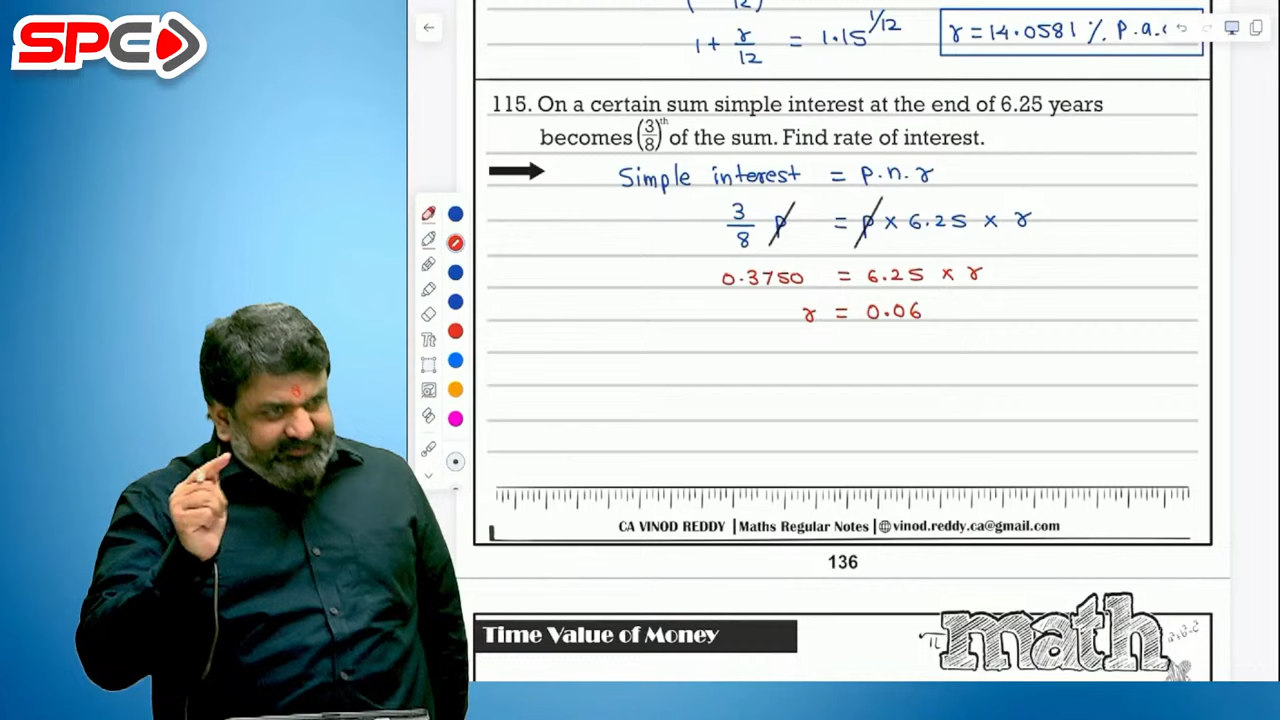 SPC
12)
1 + r/12 = 1.15^1/12
r = 14.0581 % p.a.
115. On a certain sum simple interest at the end of 6.25 years
becomes (3/8)th of the sum. Find rate of interest.
Simple interest = p.n.r
3/8 p = p × 6.25 × r
0.3750 = 6.25 × r
r = 0.06
Tt
CA VINOD REDDY | Maths Regular Notes | vinod.reddy.ca@gmail.com
136
Time Value of Money
π math